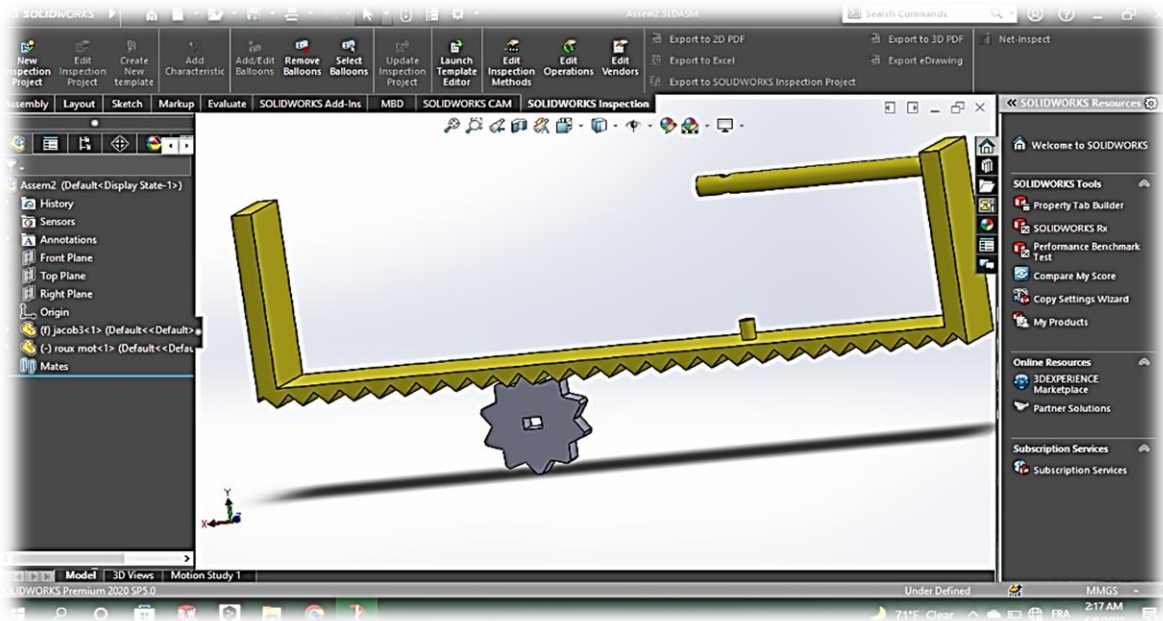 SOLIDWORKS
Assem2.SLDASM
Search Commands
New Inspection Project
Edit Inspection Project
Create New template
Add Characteristic
Add/Edit Balloons
Remove Balloons
Select Balloons
Update Inspection Project
Launch Template Editor
Edit Inspection Methods
Edit Operations
Edit Vendors
Export to 2D PDF
Export to Excel
Export to SOLIDWORKS Inspection Project
Export to 3D PDF
Export eDrawing
Net-Inspect
Assembly Layout Sketch Markup Evaluate SOLIDWORKS Add-Ins MBD SOLIDWORKS CAM SOLIDWORKS Inspection
Assem2 (Default<Display State-1>)
History
Sensors
Annotations
Front Plane
Top Plane
Right Plane
Origin
(f) jacob3<1> (Default<<Default>
(-) roux mot<1> (Default<<Defau
Mates
Y
X
SOLIDWORKS Resources
Welcome to SOLIDWORKS
SOLIDWORKS Tools
Property Tab Builder
SOLIDWORKS Rx
Performance Benchmark
Test
Compare My Score
Copy Settings Wizard
My Products
Online Resources
3DEXPERIENCE
Marketplace
Partner Solutions
Subscription Services
Subscription Services
Model 3D Views Motion Study 1
SOLIDWORKS Premium 2020 SP5.0
Under Defined
MMGS
71°F Clear
FRA
2:17 AM